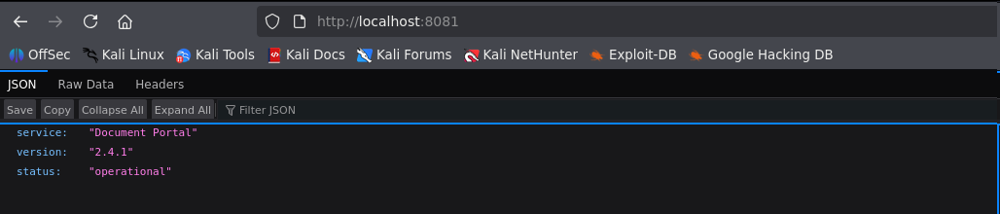 http://localhost:8081
OffSec Kali Linux Kali Tools Kali Docs Kali Forums Kali NetHunter Exploit-DB Google Hacking DB
JSON Raw Data Headers
Save Copy Collapse All Expand All Filter JSON
service: "Document Portal"
version: "2.4.1"
status: "operational"